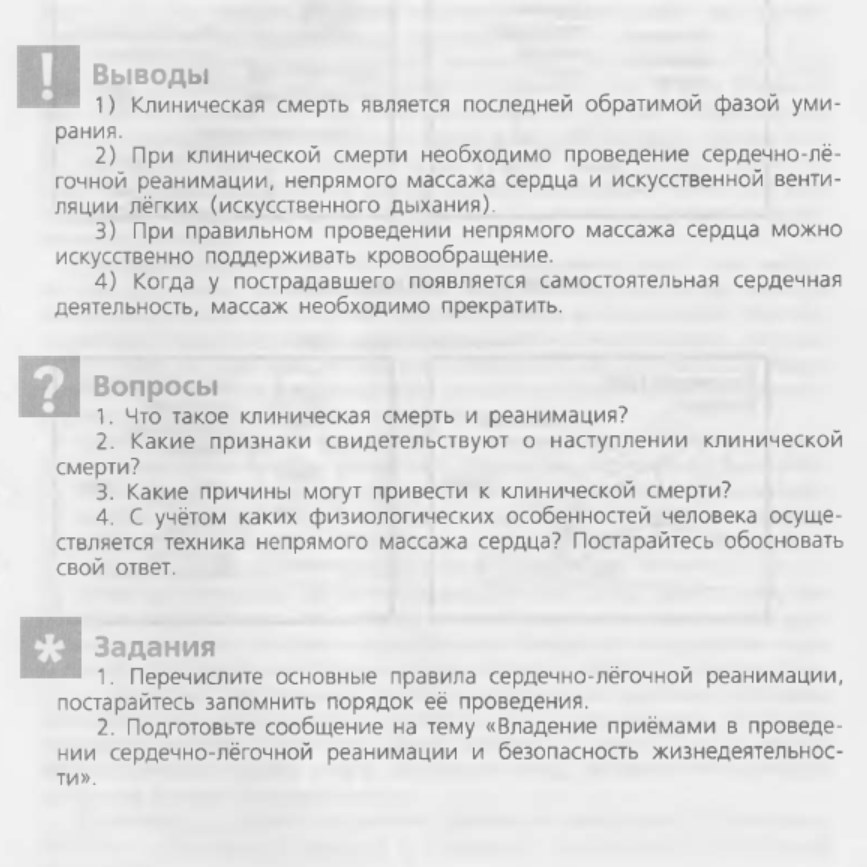 !
Выводы
1) Клиническая смерть является последней обратимой фазой уми-
рания.
2) При клинической смерти необходимо проведение сердечно-лё-
гочной реанимации, непрямого массажа сердца и искусственной венти-
ляции лёгких (искусственного дыхания).
3) При правильном проведении непрямого массажа сердца можно
искусственно поддерживать кровообращение.
4) Когда у пострадавшего появляется самостоятельная сердечная
деятельность, массаж необходимо прекратить.
?
Вопросы
1. Что такое клиническая смерть и реанимация?
2. Какие признаки свидетельствуют о наступлении клинической
смерти?
3. Какие причины могут привести к клинической смерти?
4. С учётом каких физиологических особенностей человека осуще-
ствляется техника непрямого массажа сердца? Постарайтесь обосновать
свой ответ.
*
Задания
1. Перечислите основные правила сердечно-лёгочной реанимации,
постарайтесь запомнить порядок её проведения.
2. Подготовьте сообщение на тему «Владение приёмами в проведе-
нии сердечно-лёгочной реанимации и безопасность жизнедеятельнос-
ти».